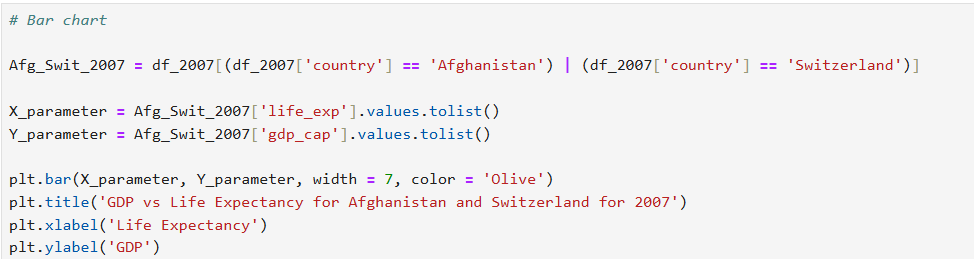 # Bar chart
Afg_Swit_2007 = df_2007[(df_2007['country'] == 'Afghanistan') | (df_2007['country'] == 'Switzerland')]
X_parameter = Afg_Swit_2007['life_exp'].values.tolist()
Y_parameter = Afg_Swit_2007['gdp_cap'].values.tolist()
plt.bar(X_parameter, Y_parameter, width = 7, color = 'Olive')
plt.title('GDP vs Life Expectancy for Afghanistan and Switzerland for 2007')
plt.xlabel('Life Expectancy')
plt.ylabel('GDP')